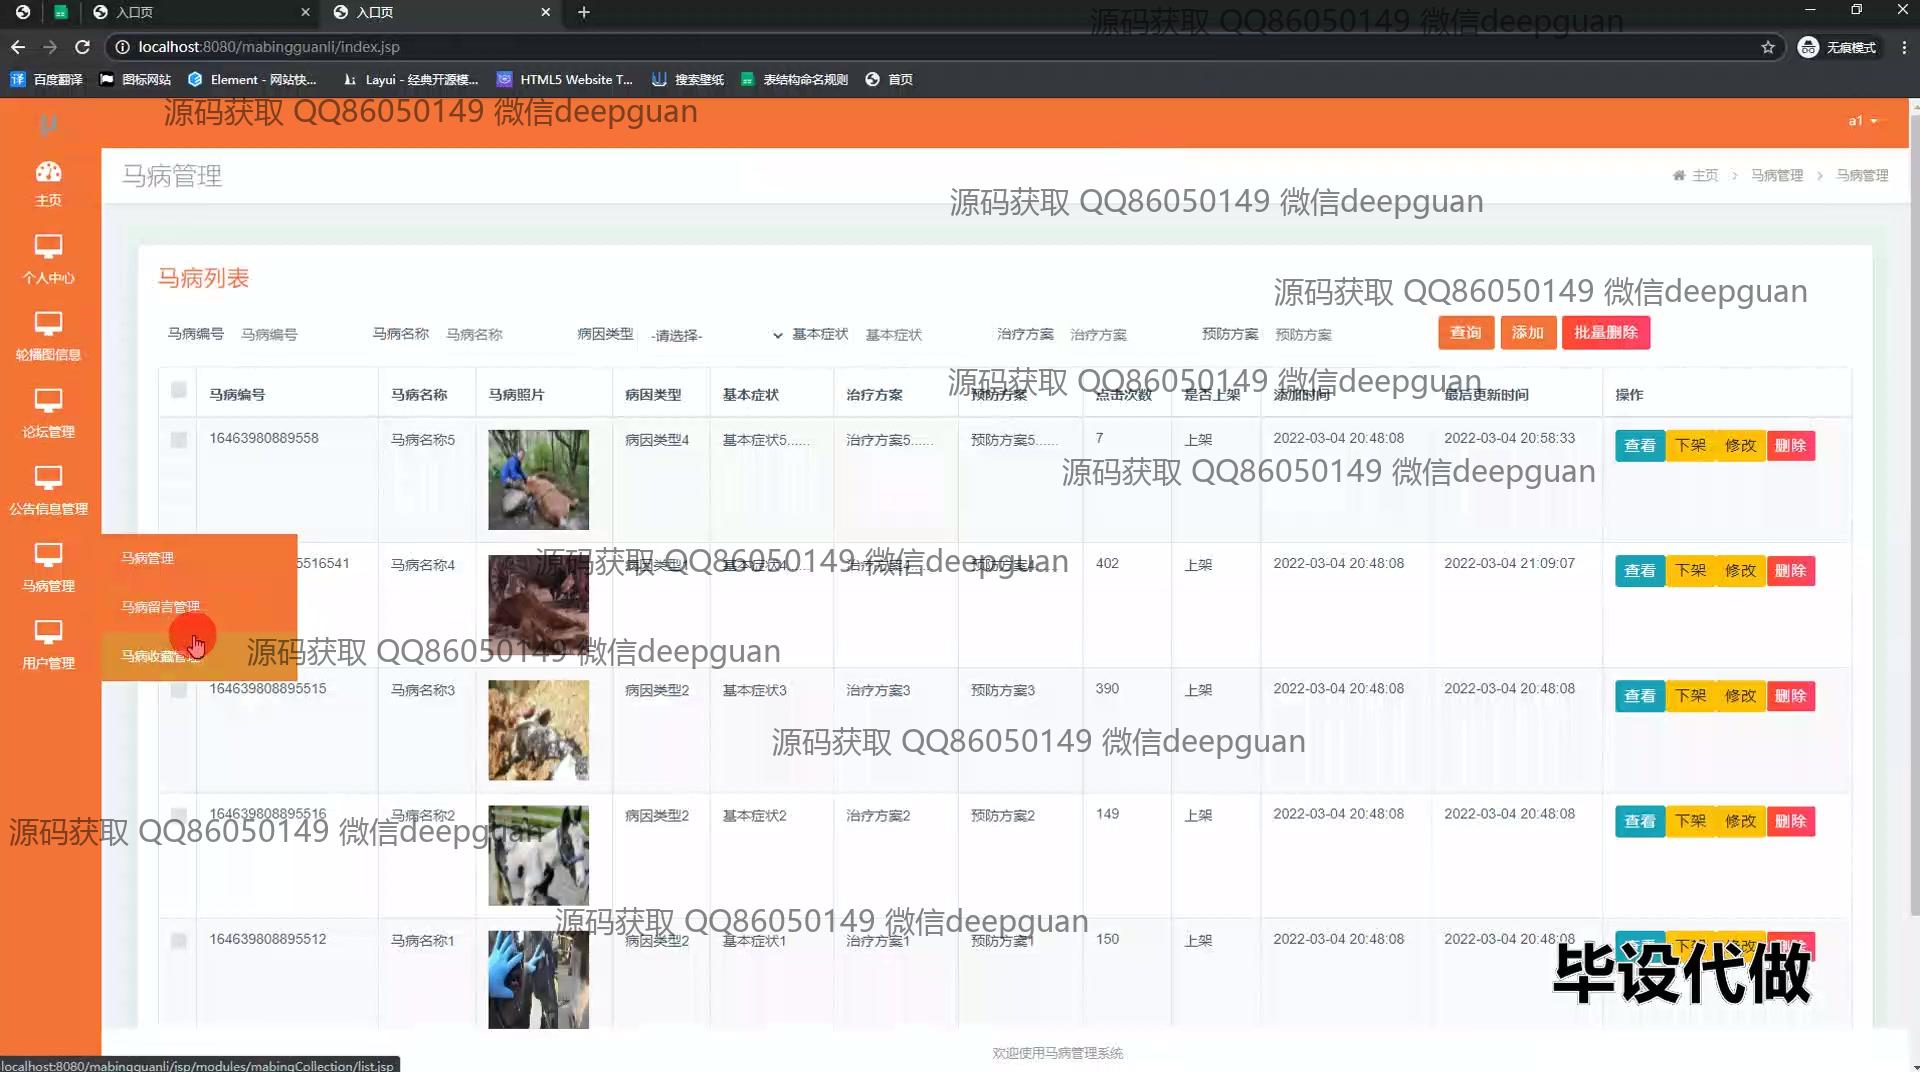 入口页
入口页
源码获取 QQ86050149 微信deepguan
localhost:8080/mabingguanli/index.jsp
无痕模式
百度翻译
图标网站
Element - 网站快...
Layui - 经典开源模...
HTML5 Website T...
搜索壁纸
表结构命名规则
首页
源码获取 QQ86050149 微信deepguan
a1
主页
个人中心
轮播图信息
论坛管理
公告信息管理
马病管理
用户管理
马病管理
主页 > 马病管理 > 马病管理
源码获取 QQ86050149 微信deepguan
马病列表
源码获取 QQ86050149 微信deepguan
马病编号 马病编号 马病名称 马病名称 病因类型 -请选择- 基本症状 基本症状 治疗方案 治疗方案 预防方案 预防方案 查询 添加 批量删除
源码获取 QQ86050149 微信deepguan
马病编号 马病名称 马病照片 病因类型 基本症状 治疗方案 预防方案 点击次数 是否上架 添加时间 最后更新时间 操作
16463980889558 马病名称5 病因类型4 基本症状5...... 治疗方案5...... 预防方案5...... 7 上架 2022-03-04 20:48:08 2022-03-04 20:58:33 查看 下架 修改 删除
源码获取 QQ86050149 微信deepguan
马病管理
马病留言管理
马病收藏管理
5516541 马病名称4 402 上架 2022-03-04 20:48:08 2022-03-04 21:09:07 查看 下架 修改 删除
源码获取 QQ86050149 微信deepguan
源码获取 QQ86050149 微信deepguan
164639808895515 马病名称3 病因类型2 基本症状3 治疗方案3 预防方案3 390 上架 2022-03-04 20:48:08 2022-03-04 20:48:08 查看 下架 修改 删除
源码获取 QQ86050149 微信deepguan
164639808895516 马病名称2 病因类型2 基本症状2 治疗方案2 预防方案2 149 上架 2022-03-04 20:48:08 2022-03-04 20:48:08 查看 下架 修改 删除
源码获取 QQ86050149 微信deepguan
源码获取 QQ86050149 微信deepguan
164639808895512 马病名称1 病因类型2 基本症状1 治疗方案1 预防方案1 150 上架 2022-03-04 20:48:08 2022-03-04 20:48:08
毕设代做
欢迎使用马病管理系统
localhost:8080/mabingguanli/jsp/modules/mabingCollection/list.jsp